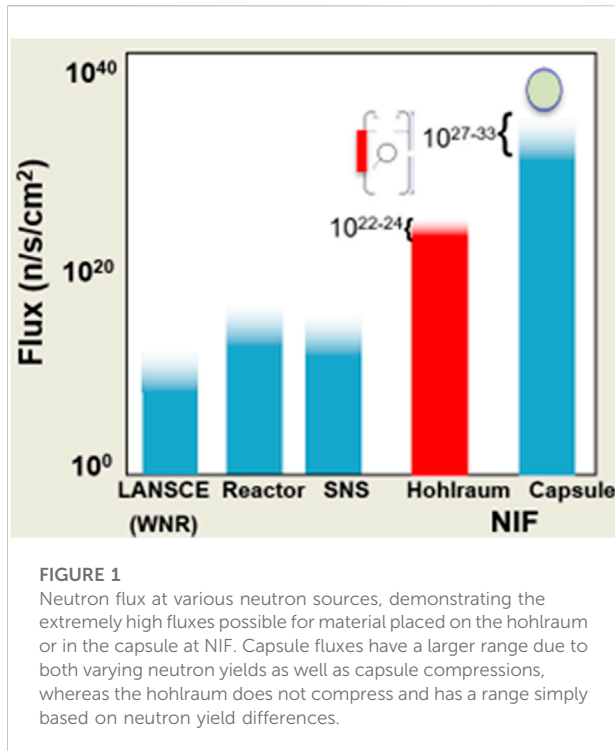 10⁴⁰
10²⁷⁻³³
10²²⁻²⁴
10²⁰
10⁰
Flux (n/s/cm²)
LANSCE Reactor SNS Hohlraum Capsule
(WNR) NIF
FIGURE 1
Neutron flux at various neutron sources, demonstrating the
extremely high fluxes possible for material placed on the hohlraum
or in the capsule at NIF. Capsule fluxes have a larger range due to
both varying neutron yields as well as capsule compressions,
whereas the hohlraum does not compress and has a range simply
based on neutron yield differences.